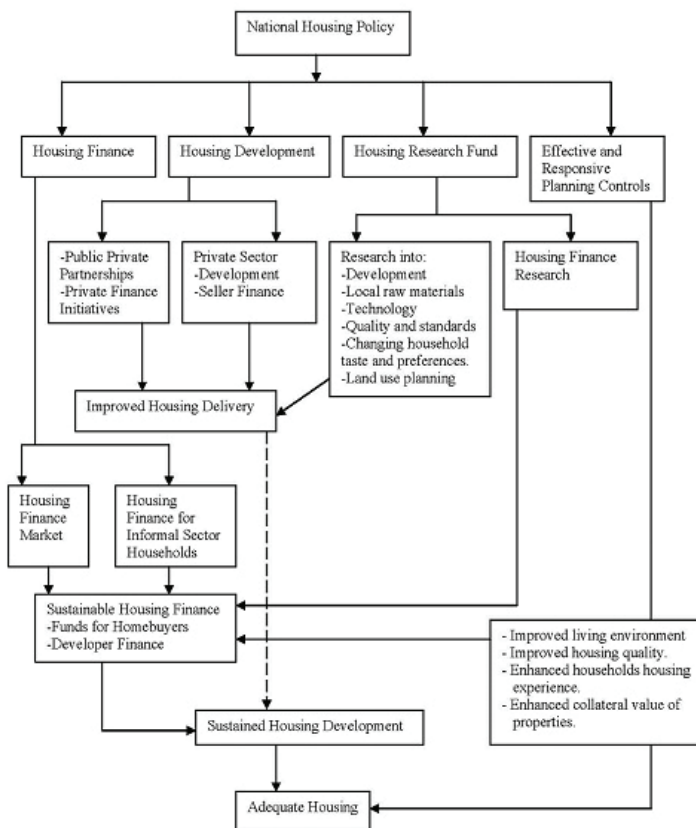 National Housing Policy
Housing Finance
Housing Development
Housing Research Fund
Effective and
Responsive
Planning Controls
-Public Private
Partnerships
-Private Finance
Initiatives
Private Sector
-Development
-Seller Finance
Research into:
-Development
-Local raw materials
-Technology
-Quality and standards
-Changing household
taste and preferences.
-Land use planning
Housing Finance
Research
Improved Housing Delivery
Housing
Finance
Market
Housing
Finance for
Informal Sector
Households
Sustainable Housing Finance
-Funds for Homebuyers
-Developer Finance
- Improved living environment
- Improved housing quality.
- Enhanced households housing
experience.
- Enhanced collateral value of
properties.
Sustained Housing Development
Adequate Housing